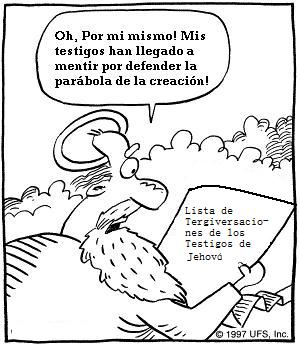 Oh, Por mi mismo! Mis
testigos han llegado a
mentir por defender la
parábola de la creación!
Lista de
Tergiversacio-
nes de los
Testigos de
Jehová
© 1997 UFS, Inc.